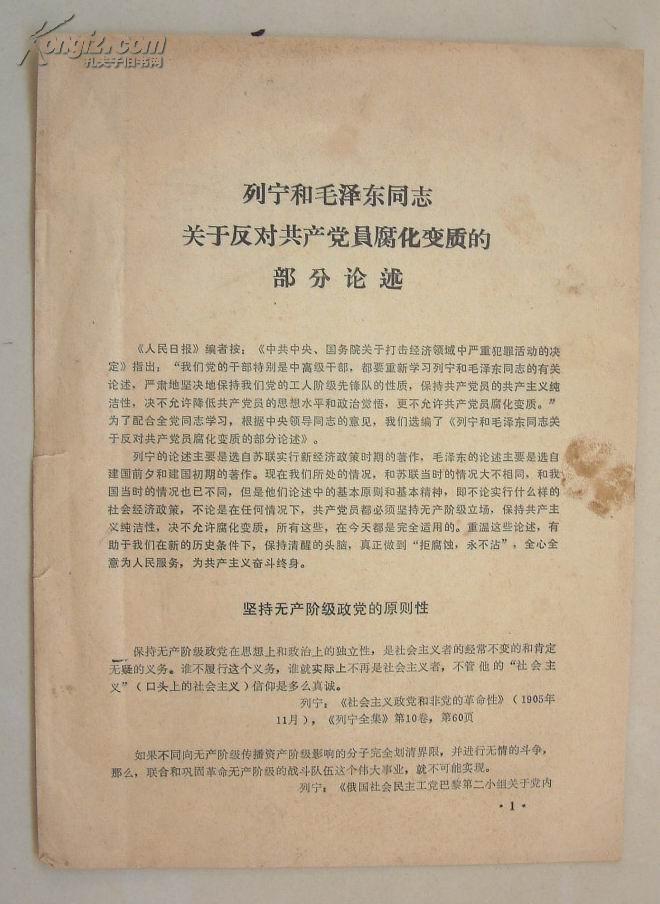 Kongfz.com
孔夫子旧书网
列宁和毛泽东同志
关于反对共产党員腐化变质的
部分论述
《人民日报》编者按：《中共中央、国务院关于打击经济领域中严重犯罪活动的决
定》指出：“我们党的干部特别是中高级干部，都要重新学习列宁和毛泽东同志的有关
论述，严肃地坚决地保持我们党的工人阶级先锋队的性质，保持共产党员的共产主义纯
洁性，决不允许降低共产党员的思想水平和政治觉悟，更不允许共产党员腐化变质。”
为了配合全党同志学习，根据中央领导同志的意见，我们选编了《列宁和毛泽东同志关
于反对共产党员腐化变质的部分论述》。
列宁的论述主要是选自苏联实行新经济政策时期的著作，毛泽东的论述主要是选自
建国前夕和建国初期的著作。现在我们所处的情况，和苏联当时的情况大不相同，和我
国当时的情况也已不同，但是他们论述中的基本原则和基本精神，即不论实行什么样的
社会经济政策，不论是在任何情况下，共产党员都必须坚持无产阶级立场，保持共产主
义纯洁性，决不允许腐化变质，所有这些，在今天都是完全适用的。重温这些论述，有
助于我们在新的历史条件下，保持清醒的头脑，真正做到“拒腐蚀，永不沾”，全心全
意为人民服务，为共产主义奋斗终身。
坚持无产阶级政党的原则性
保持无产阶级政党在思想上和政治上的独立性，是社会主义者的经常不变的和肯定
无疑的义务。谁不履行这个义务，谁就实际上不再是社会主义者，不管他的“社会主
义”（口头上的社会主义）信仰是多么真诚。
列宁：《社会主义政党和非党的革命性》（1905年
11月），《列宁全集》第10卷，第60页
如果不同向无产阶级传播资产阶级影响的分子完全划清界限，并进行无情的斗争，
那么，联合和巩固革命无产阶级的战斗队伍这个伟大事业，就不可能实现。
列宁：《俄国社会民主工党巴黎第二小组关于党内
·1·